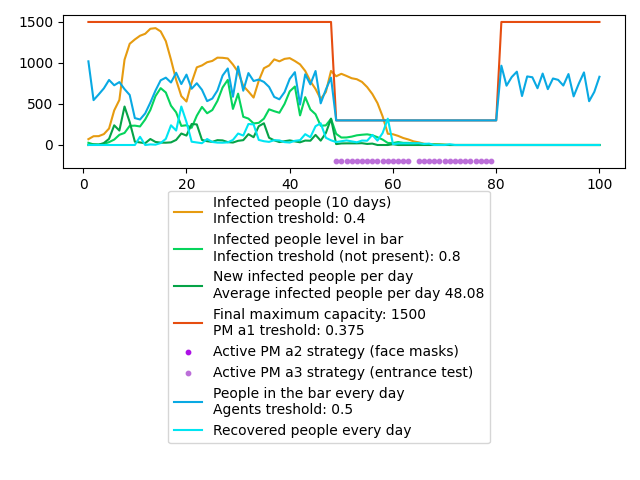 1500
1000
500
0
0 20 40 60 80 100
Infected people (10 days)
Infection treshold: 0.4
Infected people level in bar
Infection treshold (not present): 0.8
New infected people per day
Average infected people per day 48.08
Final maximum capacity: 1500
PM a1 treshold: 0.375
Active PM a2 strategy (face masks)
Active PM a3 strategy (entrance test)
People in the bar every day
Agents treshold: 0.5
Recovered people every day